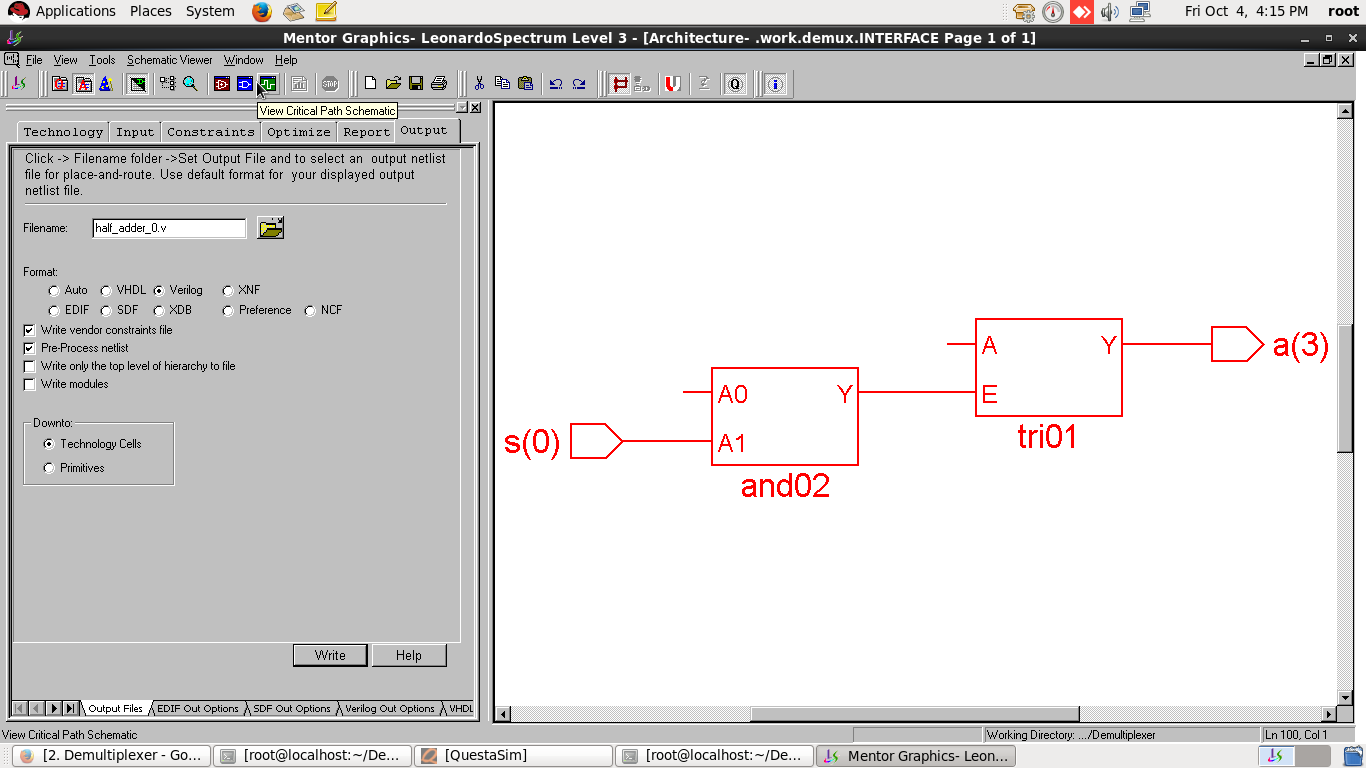 Applications Places System Fri Oct 4, 4:15 PM root
Mentor Graphics- LeonardoSpectrum Level 3 - [Architecture- .work.demux.INTERFACE Page 1 of 1]
File View Tools Schematic Viewer Window Help
STOP
Q
View Critical Path Schematic
Technology Input Constraints Optimize Report Output
Click -> Filename folder ->Set Output File and to select an output netlist
file for place-and-route. Use default format for your displayed output
netlist file.
Filename: half_adder_0.v
Format:
Auto VHDL Verilog XNF
EDIF SDF XDB Preference NCF
Write vendor constraints file
Pre-Process netlist
Write only the top level of hierarchy to file
Write modules
Downto:
Technology Cells
Primitives
Write Help
Output Files EDIF Out Options SDF Out Options Verilog Out Options VHDL
A Y a(3)
E
tri01
A0 Y
s(0) A1
and02
View Critical Path Schematic Working Directory: .../Demultiplexer Ln 100, Col 1
[2. Demultiplexer - Go... [root@localhost:~/De... [QuestaSim] [root@localhost:~/De... Mentor Graphics- Leon...